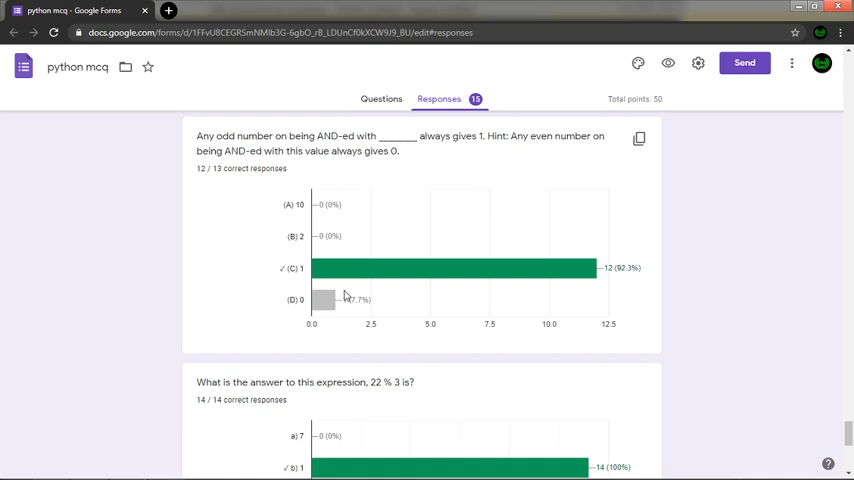 python mcq - Google Forms
docs.google.com/forms/d/1FFvU8CEGRSmNMIb3G-6gbO_rB_LDUnCf0kXCW9J9_BU/edit#responses
python mcq
Send
Questions
Responses 15
Total points: 50
Any odd number on being AND-ed with ________ always gives 1. Hint: Any even number on
being AND-ed with this value always gives 0.
12 / 13 correct responses
(A) 10
0 (0%)
(B) 2
0 (0%)
✓ (C) 1
12 (92.3%)
(D) 0
(7.7%)
0.0 2.5 5.0 7.5 10.0 12.5
What is the answer to this expression, 22 % 3 is?
14 / 14 correct responses
a) 7
0 (0%)
✓ b) 1
14 (100%)